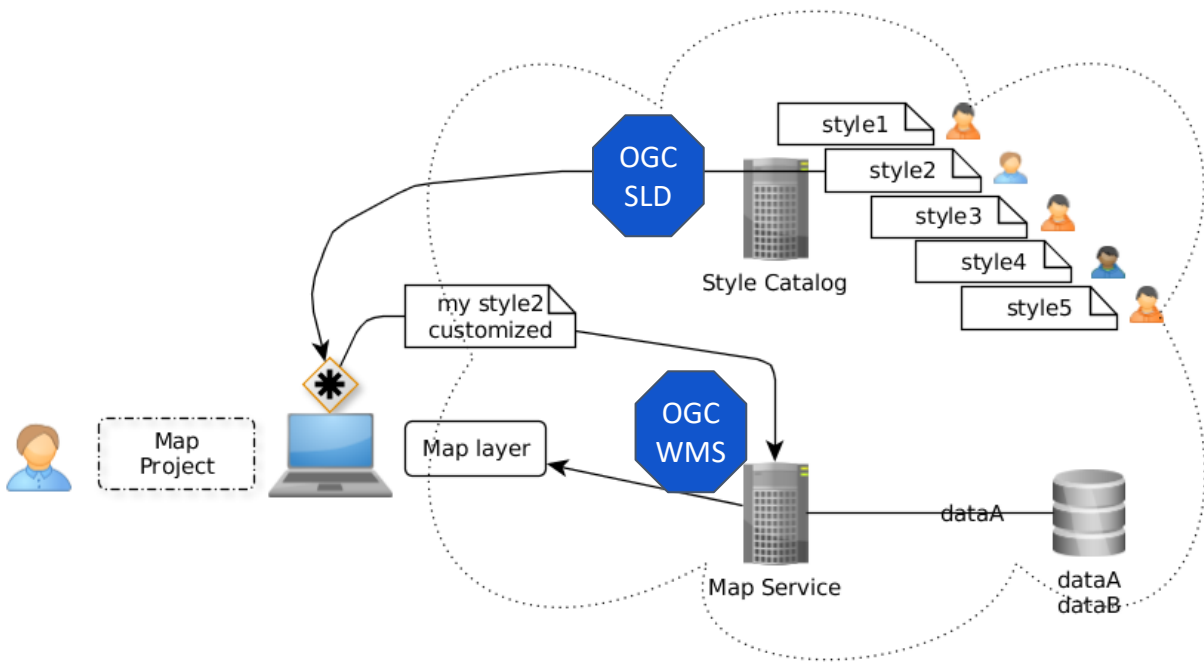 style1
OGC
SLD
style2
style3
style4
Style Catalog
style5
my style2
customized
OGC
WMS
Map
Project
Map layer
dataA
Map Service
dataA
dataB